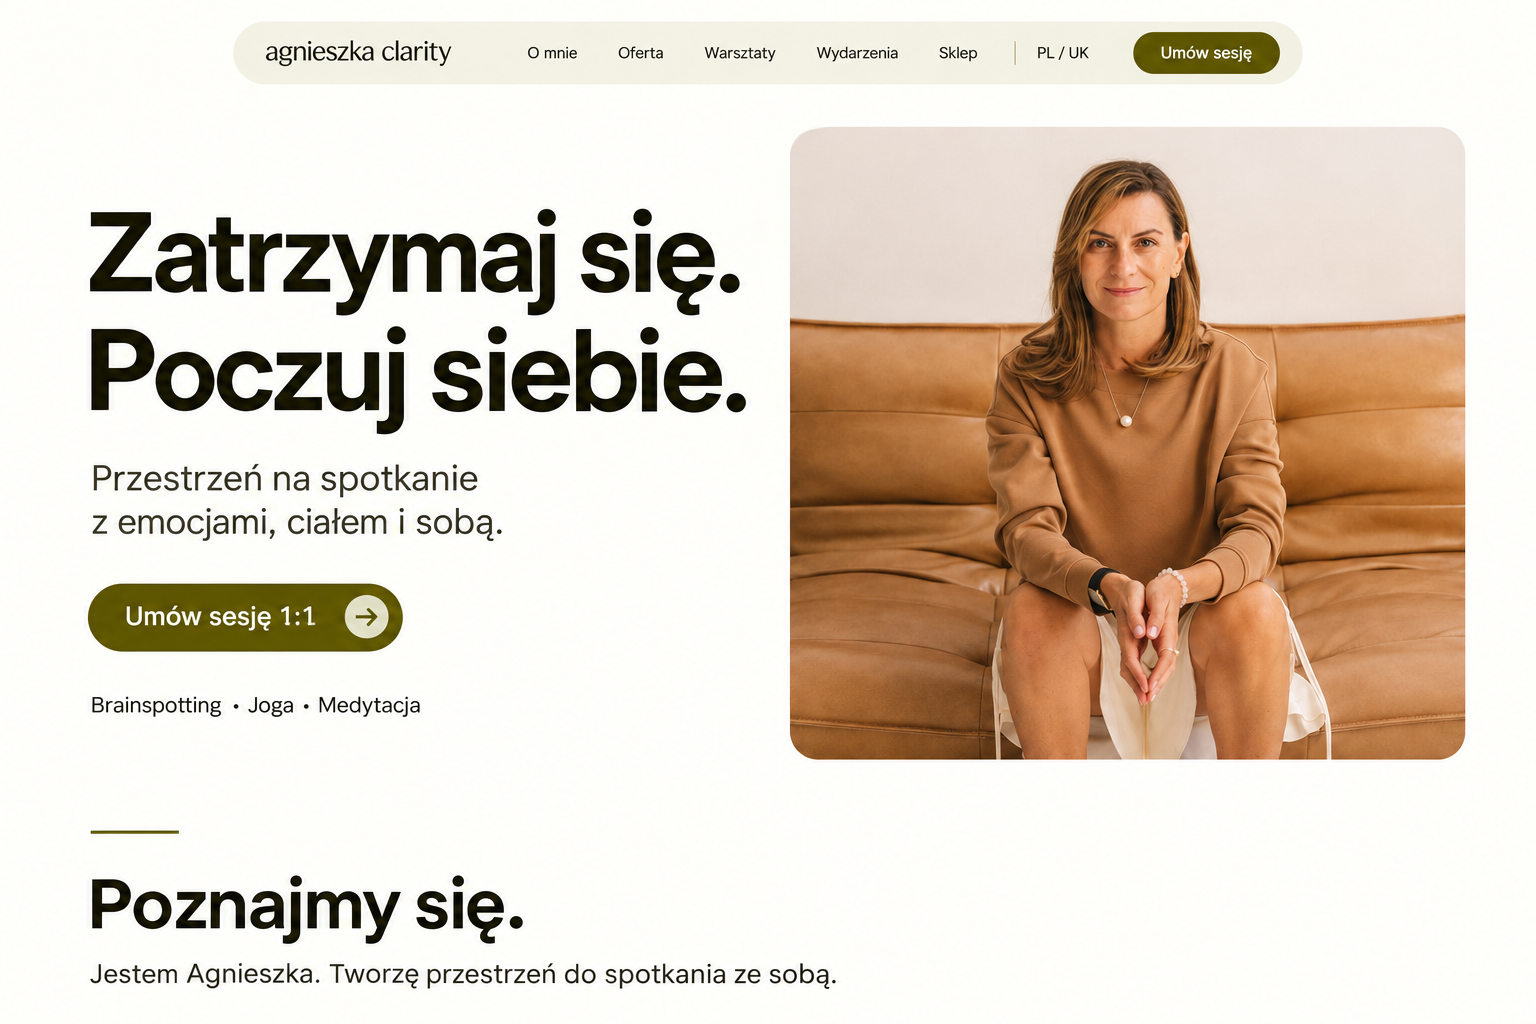 agnieszka clarity
O mnie
Oferta
Warsztaty
Wydarzenia
Sklep
PL / UK
Umów sesję
Zatrzymaj się.
Poczuj siebie.
Przestrzeń na spotkanie
z emocjami, ciałem i sobą.
Umów sesję 1:1
Brainspotting • Joga • Medytacja
Poznajmy się.
Jestem Agnieszka. Tworzę przestrzeń do spotkania ze sobą.